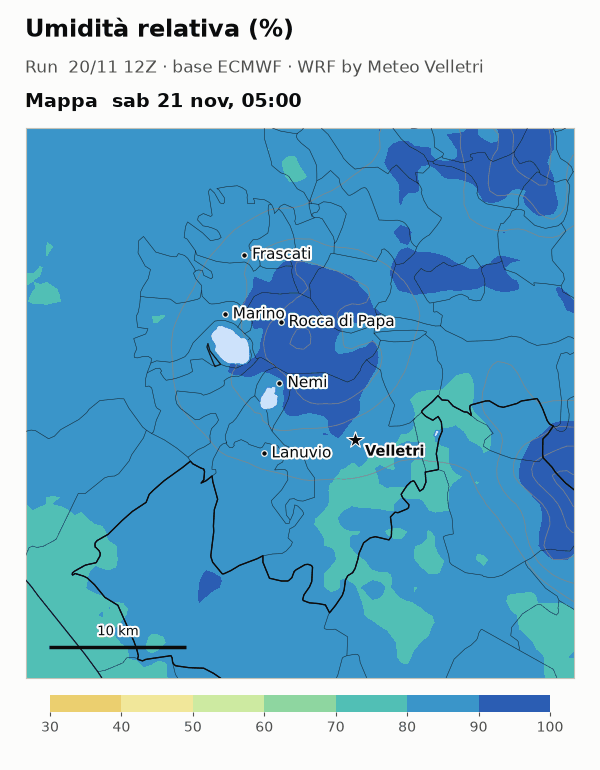 Umidità relativa (%)
Run  20/11 12Z · base ECMWF · WRF by Meteo Velletri
Mappa  sab 21 nov, 05:00
Frascati
Marino
Rocca di Papa
Nemi
Velletri
Lanuvio
10 km
30 40 50 60 70 80 90 100